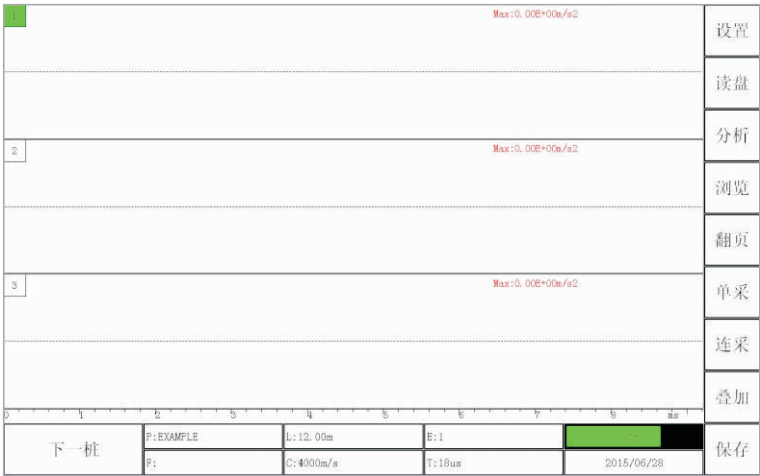 1
Max:0.00E+00m/s2
设置
读盘
分析
2
Max:0.00E+00m/s2
浏览
翻页
3
Max:0.00E+00m/s2
单采
连采
叠加
0 1 2 3 4 5 6 7 8 ms
下一桩
P:EXAMPLE
L:12.00m
E:1
F:
C:4000m/s
T:18us
2015/06/28
保存